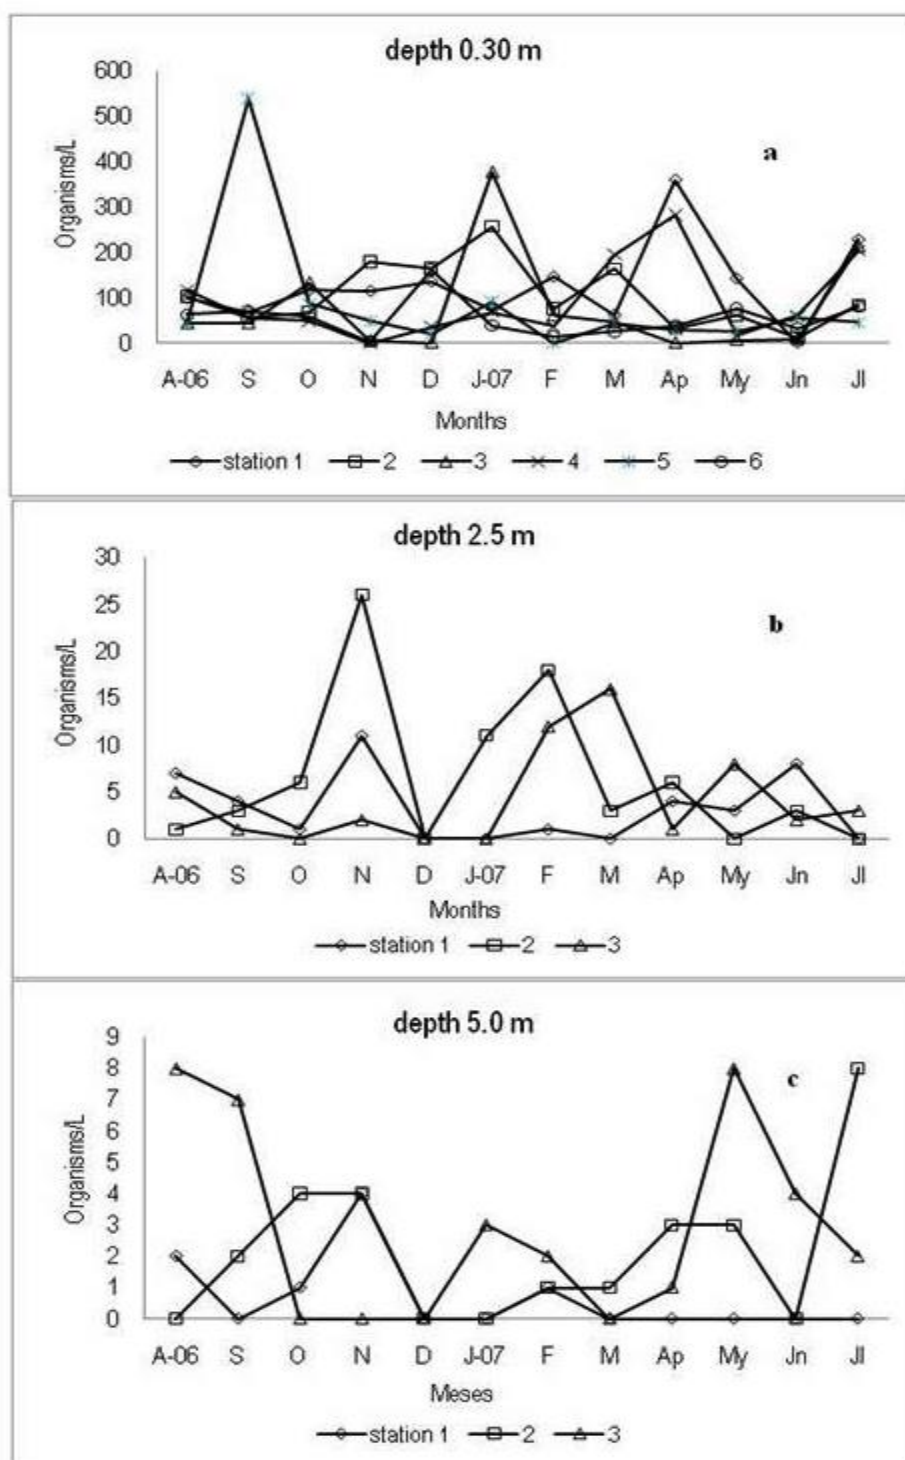 depth 0.30 m
600
500
400
300
200
100
0
Organisms/L
a
A-06 S O N D J-07 F M Ap My Jn Jl
Months
station 1 2 3 4 5 6
depth 2.5 m
30
25
20
15
10
5
0
Organisms/L
b
A-06 S O N D J-07 F M Ap My Jn Jl
Months
station 1 2 3
depth 5.0 m
9
8
7
6
5
4
3
2
1
0
Organisms/L
c
A-06 S O N D J-07 F M Ap My Jn Jl
Meses
station 1 2 3